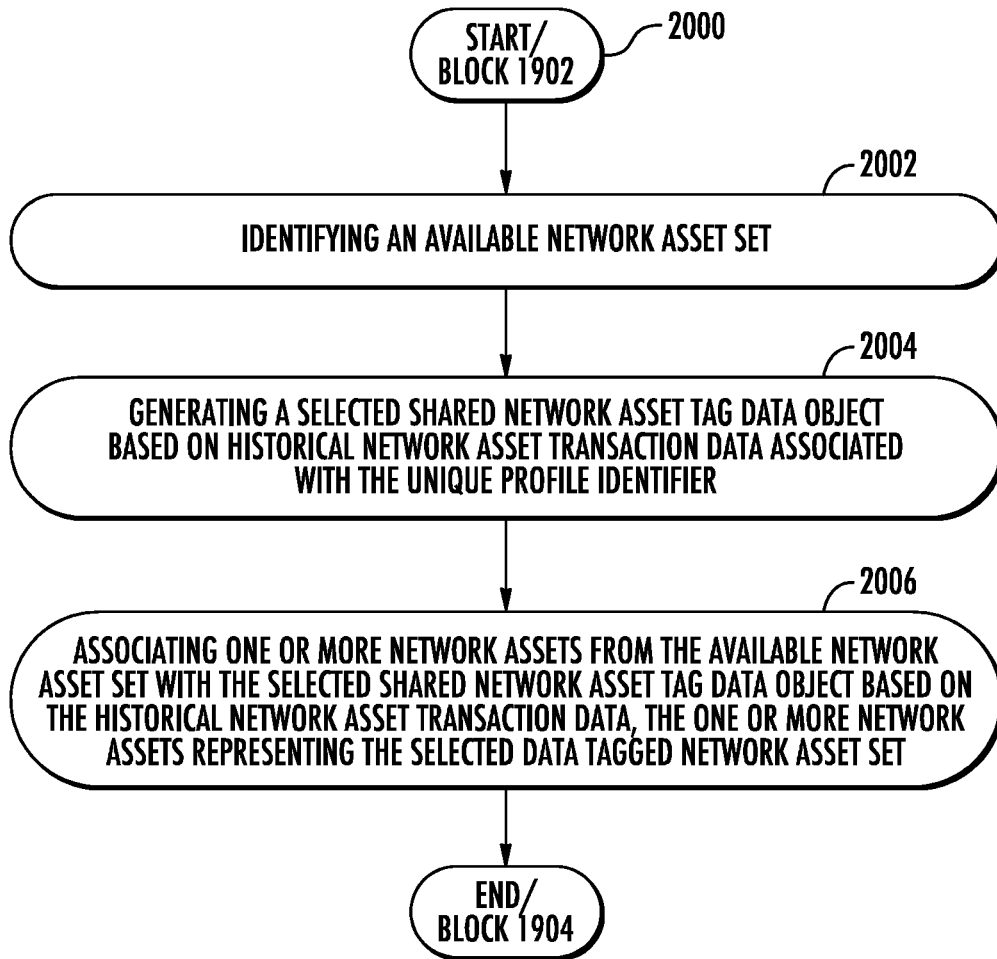 START/
BLOCK 1902
2000
2002
IDENTIFYING AN AVAILABLE NETWORK ASSET SET
2004
GENERATING A SELECTED SHARED NETWORK ASSET TAG DATA OBJECT
BASED ON HISTORICAL NETWORK ASSET TRANSACTION DATA ASSOCIATED
WITH THE UNIQUE PROFILE IDENTIFIER
2006
ASSOCIATING ONE OR MORE NETWORK ASSETS FROM THE AVAILABLE NETWORK
ASSET SET WITH THE SELECTED SHARED NETWORK ASSET TAG DATA OBJECT BASED ON
THE HISTORICAL NETWORK ASSET TRANSACTION DATA, THE ONE OR MORE NETWORK
ASSETS REPRESENTING THE SELECTED DATA TAGGED NETWORK ASSET SET
END/
BLOCK 1904